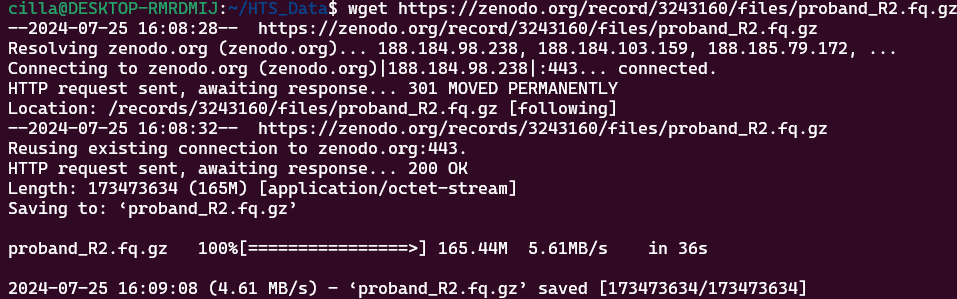 cilla@DESKTOP-RMRDMIJ:~/HTS_Data$ wget https://zenodo.org/record/3243160/files/proband_R2.fq.gz
--2024-07-25 16:08:28--  https://zenodo.org/record/3243160/files/proband_R2.fq.gz
Resolving zenodo.org (zenodo.org)... 188.184.98.238, 188.184.103.159, 188.185.79.172, ...
Connecting to zenodo.org (zenodo.org)|188.184.98.238|:443... connected.
HTTP request sent, awaiting response... 301 MOVED PERMANENTLY
Location: /records/3243160/files/proband_R2.fq.gz [following]
--2024-07-25 16:08:32--  https://zenodo.org/records/3243160/files/proband_R2.fq.gz
Reusing existing connection to zenodo.org:443.
HTTP request sent, awaiting response... 200 OK
Length: 173473634 (165M) [application/octet-stream]
Saving to: ‘proband_R2.fq.gz’
proband_R2.fq.gz   100%[================>] 165.44M  5.61MB/s    in 36s
2024-07-25 16:09:08 (4.61 MB/s) - ‘proband_R2.fq.gz’ saved [173473634/173473634]